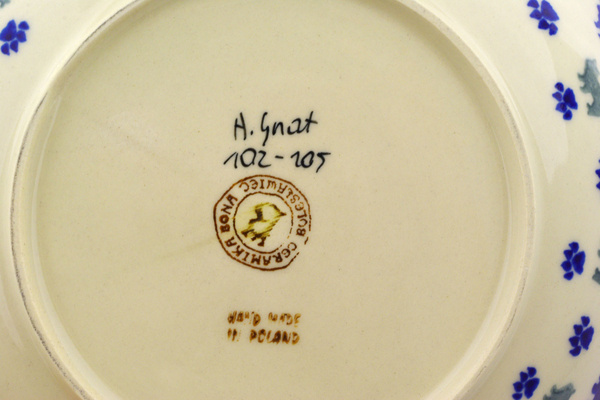 A. Gnat
102-105
CERAMIKA BONA BOLESŁAWIEC
HAND MADE
IN POLAND